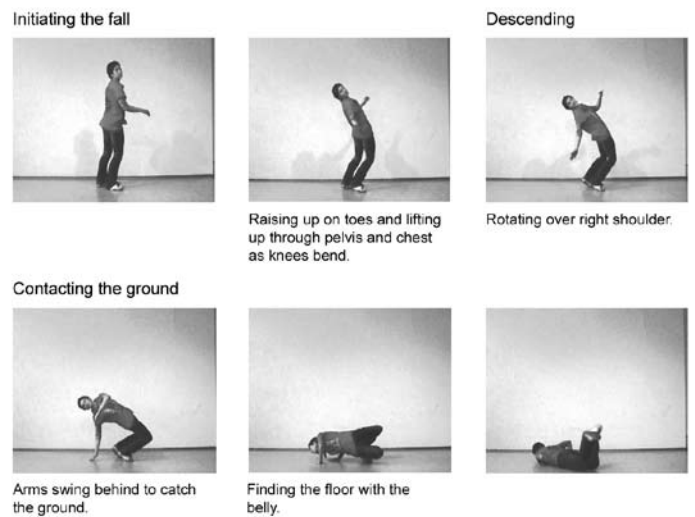 Initiating the fall
Descending
Raising up on toes and lifting
up through pelvis and chest
as knees bend.
Rotating over right shoulder.
Contacting the ground
Arms swing behind to catch
the ground.
Finding the floor with the
belly.